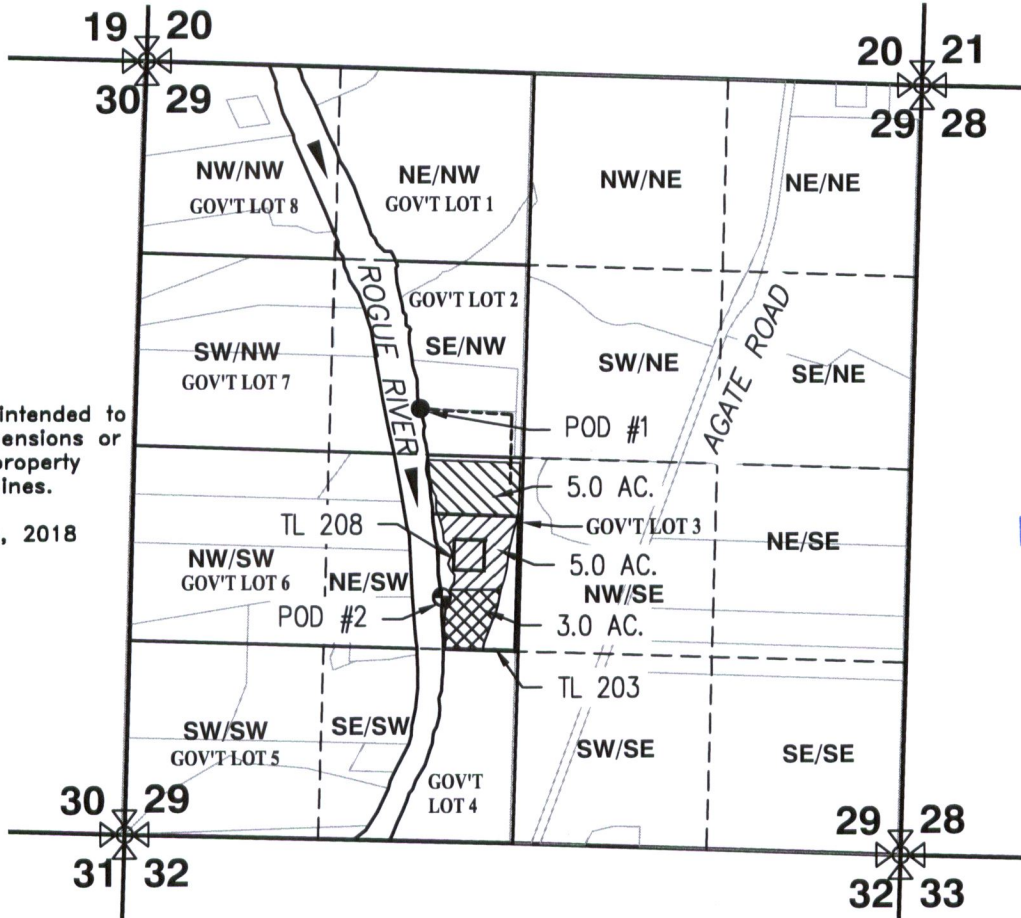 19 20
30 29
20 21
29 28
NW/NW
GOV'T LOT 8
NE/NW
GOV'T LOT 1
NW/NE
NE/NE
ROGUE RIVER
GOV'T LOT 2
SE/NW
SW/NW
GOV'T LOT 7
SW/NE
SE/NE
AGATE ROAD
intended to
ensions or
property
ines.
, 2018
POD #1
5.0 AC.
TL 208
GOV'T LOT 3
NE/SE
NW/SW
GOV'T LOT 6
NE/SW
5.0 AC.
NW/SE
POD #2
3.0 AC.
TL 203
SW/SW
GOV'T LOT 5
SE/SW
GOV'T
LOT 4
SW/SE
SE/SE
30 29
31 32
29 28
32 33